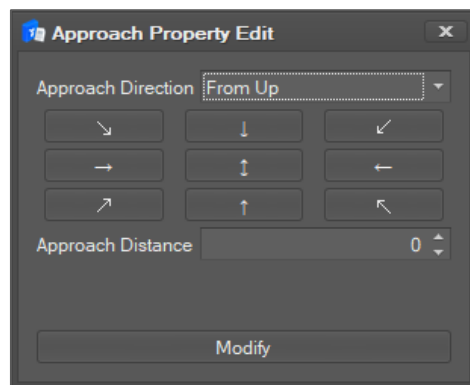 Approach Property Edit
Approach Direction From Up
↘ ↓ ↙
→ ↕ ←
↗ ↑ ↖
Approach Distance 0
Modify